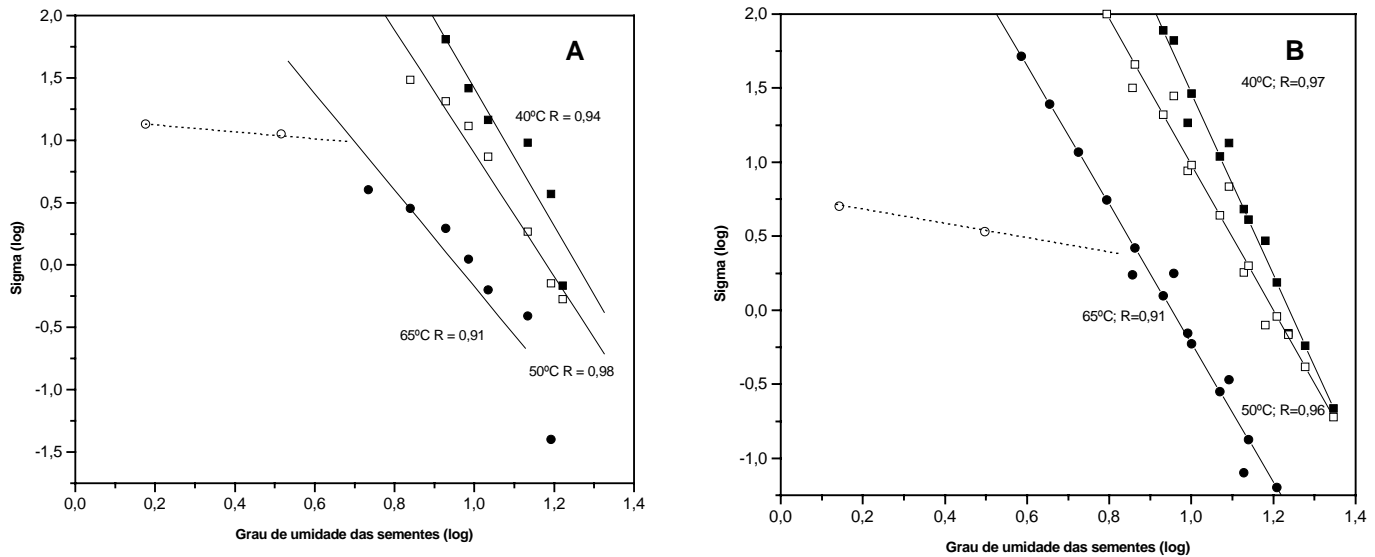 A
2,0
1,5
1,0
0,5
0,0
-0,5
-1,0
-1,5
Sigma (log)
40ºC R = 0,94
65ºC R = 0,91
50ºC R = 0,98
0,0 0,2 0,4 0,6 0,8 1,0 1,2 1,4
Grau de umidade das sementes (log)
B
2,0
1,5
1,0
0,5
0,0
-0,5
-1,0
Sigma (log)
40ºC; R=0,97
65ºC; R=0,91
50ºC; R=0,96
0,0 0,2 0,4 0,6 0,8 1,0 1,2 1,4
Grau de umidade das sementes (log)